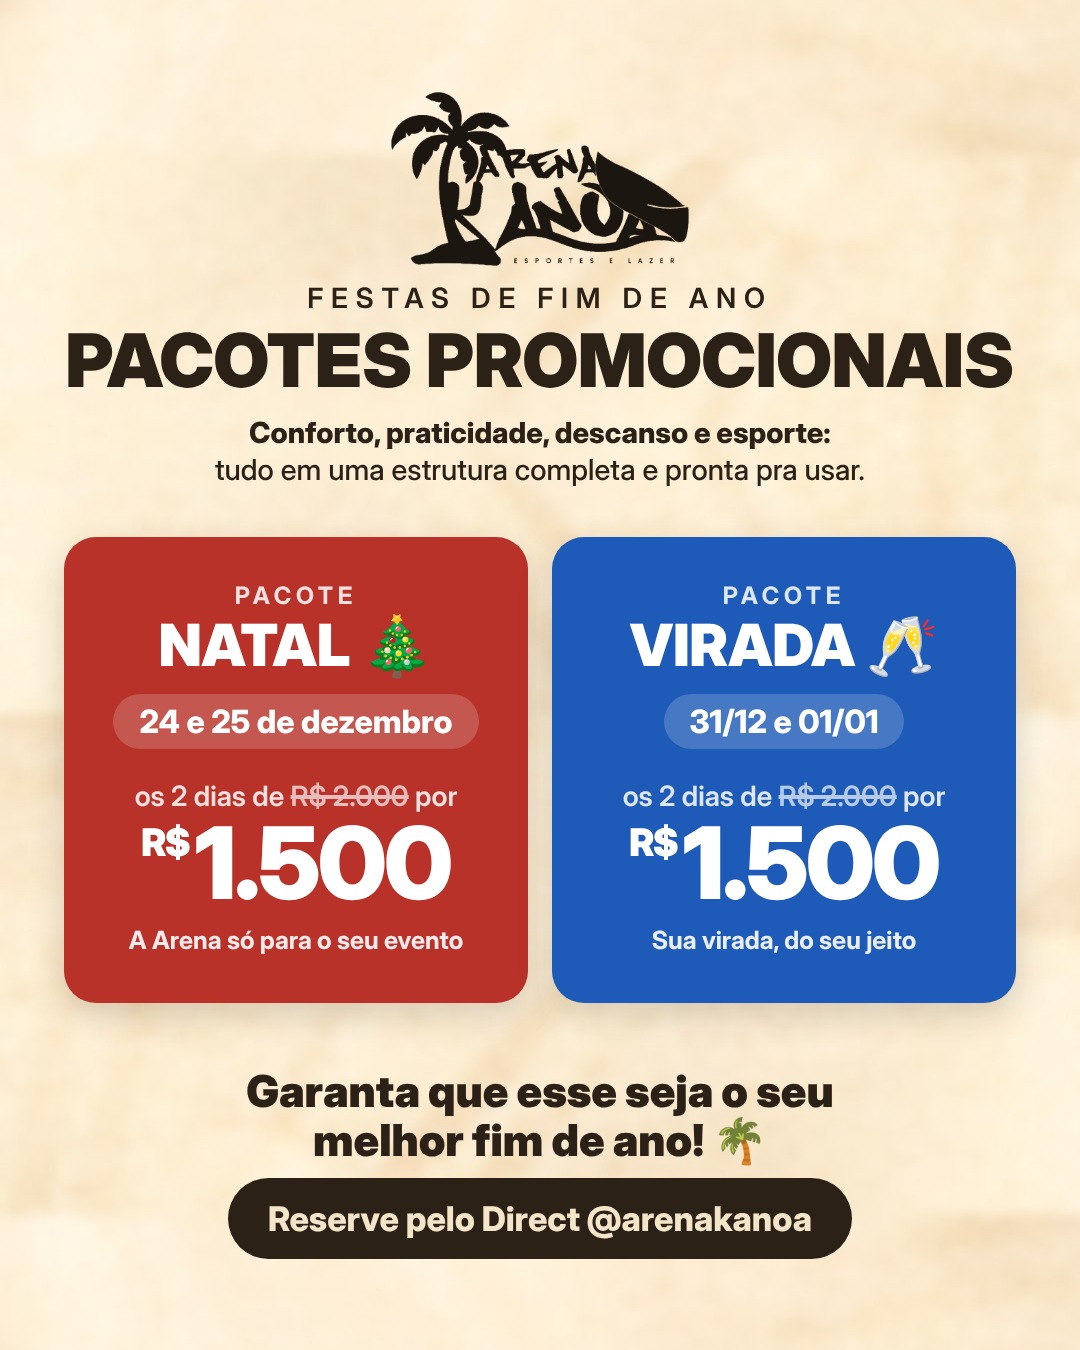 ARENA
KANOA
ESPORTES E LAZER
FESTAS DE FIM DE ANO
PACOTES PROMOCIONAIS
Conforto, praticidade, descanso e esporte:
tudo em uma estrutura completa e pronta pra usar.
PACOTE
NATAL 🎄
24 e 25 de dezembro
os 2 dias de R$ 2.000 por
R$1.500
A Arena só para o seu evento
PACOTE
VIRADA 🥂
31/12 e 01/01
os 2 dias de R$ 2.000 por
R$1.500
Sua virada, do seu jeito
Garanta que esse seja o seu
melhor fim de ano! 🌴
Reserve pelo Direct @arenakanoa